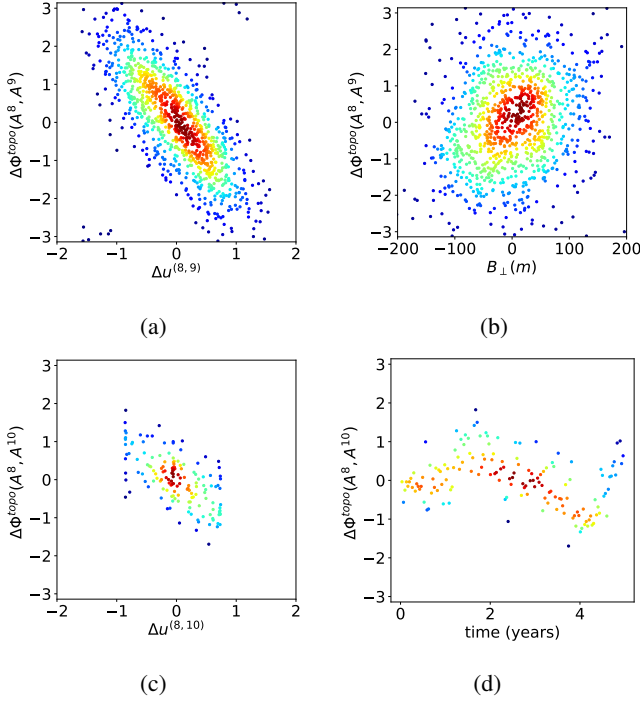 3
2
1
0
−1
−2
−3
ΔΦ^{topo}(A^8, A^9)
−2 −1 0 1 2
Δu^{(8,9)}
(a)
3
2
1
0
−1
−2
−3
ΔΦ^{topo}(A^8, A^9)
−200 −100 0 100 200
B_⊥(m)
(b)
3
2
1
0
−1
−2
−3
ΔΦ^{topo}(A^8, A^{10})
−2 −1 0 1 2
Δu^{(8,10)}
(c)
3
2
1
0
−1
−2
−3
ΔΦ^{topo}(A^8, A^{10})
0 2 4
time (years)
(d)